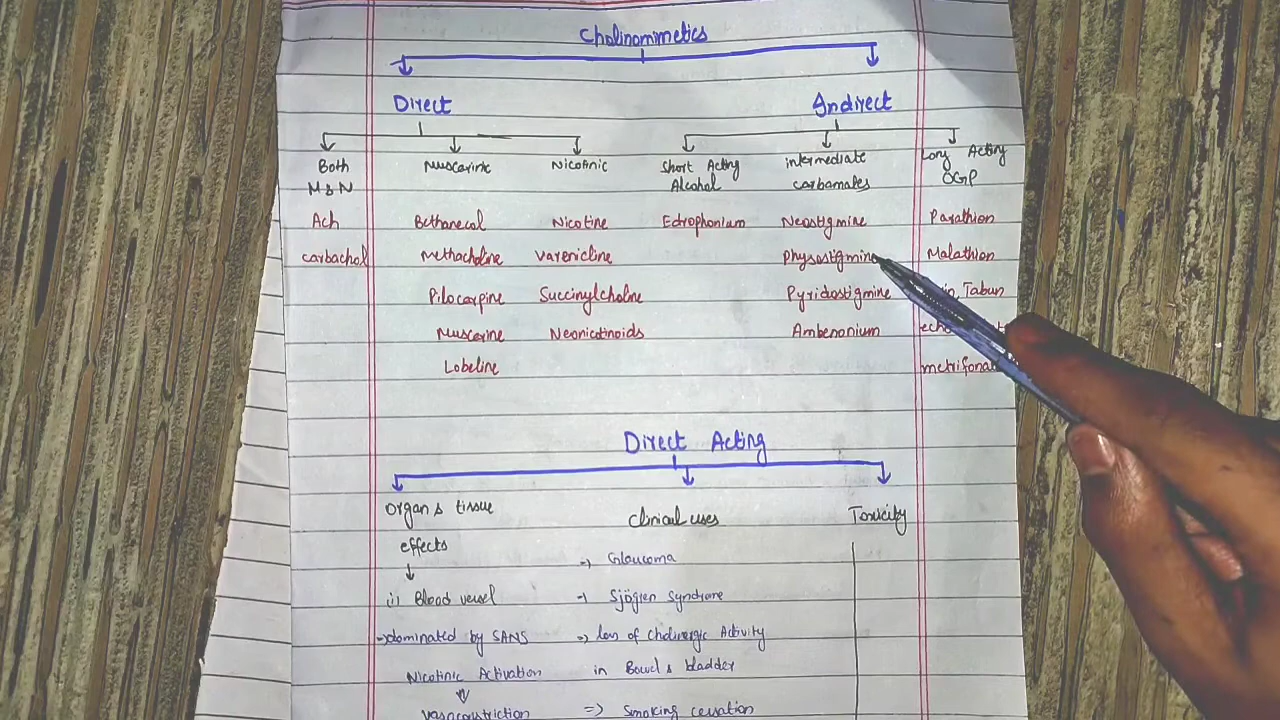 Cholinomimetics
Direct Indirect
Both Muscarinic Nicotinic Short Acting intermediate Long Acting
M & N Alcohol carbamates OGP
Ach Bethanecol Nicotine Edrophonium Neostigmine Parathion
carbachol Methacholine Varenicline Physostigmine Malathion
Pilocarpine Succinylcholne Pyridostigmine Tabun
Muscarine Neonicotinoids Ambenonium
Lobeline
Direct Acting
Organ & tissue Clinical uses Toxicity
effects
→ Glaucoma
i) Blood vessel → Sjögren Syndrome
→ dominated by SANS => loss of Cholinergic Activity
Nicotinic Activation in Bowel & bladder
vasoconstriction => Smoking cessation